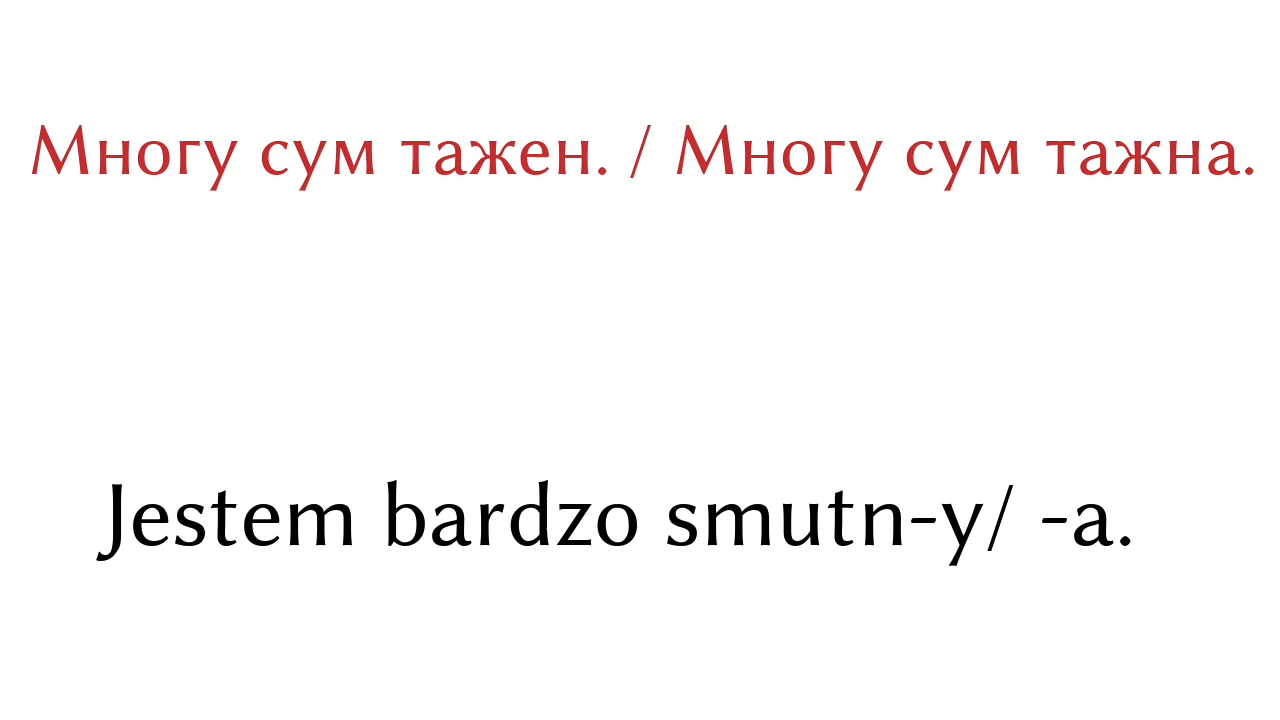 Многу сум тажен. / Многу сум тажна.
Jestem bardzo smutn-y/ -a.